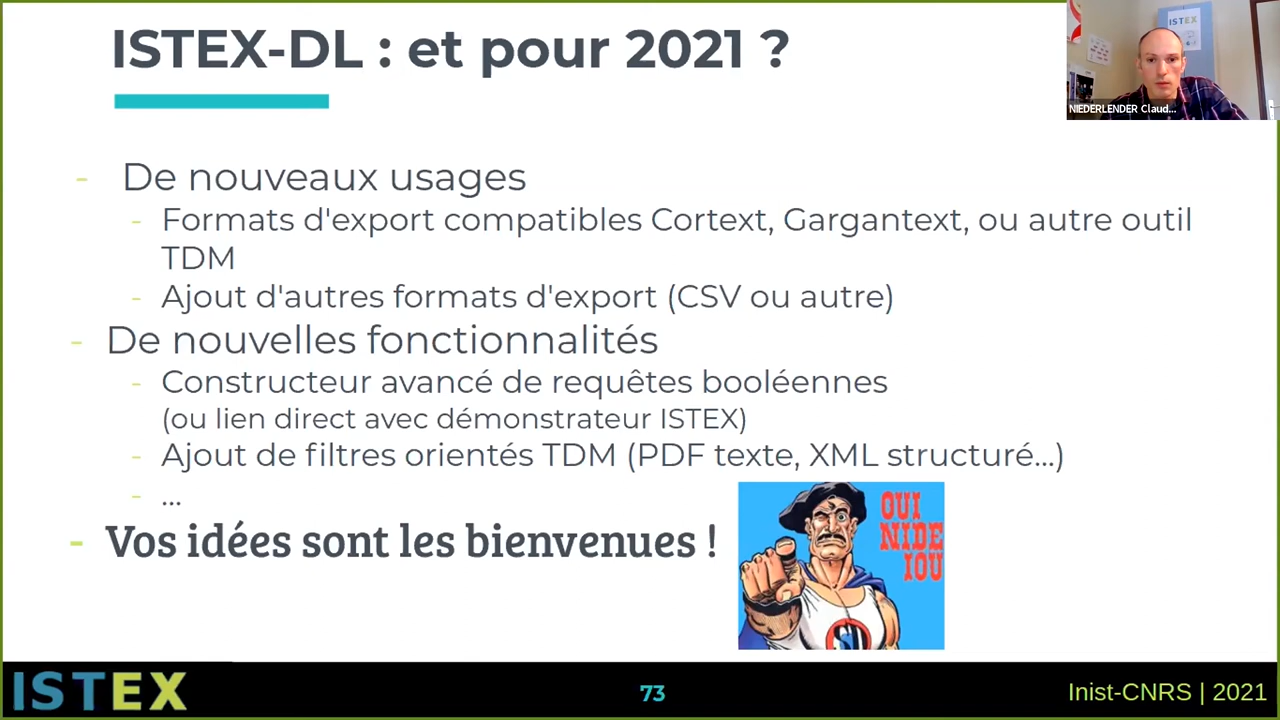 ISTEX-DL : et pour 2021 ?
ISTEX
NIEDERLENDER Claud...
- De nouveaux usages
- Formats d'export compatibles Cortext, Gargantext, ou autre outil
TDM
- Ajout d'autres formats d'export (CSV ou autre)
- De nouvelles fonctionnalités
- Constructeur avancé de requêtes booléennes
(ou lien direct avec démonstrateur ISTEX)
- Ajout de filtres orientés TDM (PDF texte, XML structuré...)
- ...
- Vos idées sont les bienvenues !
OUI
NIDE
IOU
ISTEX
73
Inist-CNRS | 2021